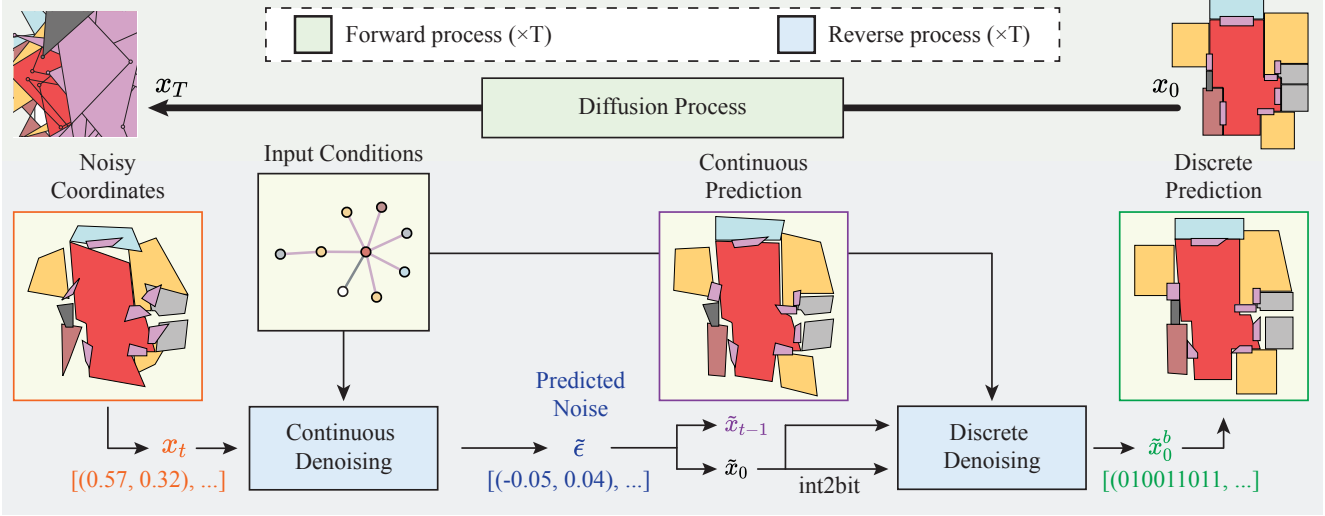 Forward process (×T)
Reverse process (×T)
x_T
Diffusion Process
x_0
Noisy
Coordinates
Input Conditions
Continuous
Prediction
Discrete
Prediction
Predicted
Noise
x_t
[(0.57, 0.32), ...]
Continuous
Denoising
ϵ̃
[(-0.05, 0.04), ...]
x̃_{t−1}
x̃_0
int2bit
Discrete
Denoising
x̃_0^b
[(010011011, ...]